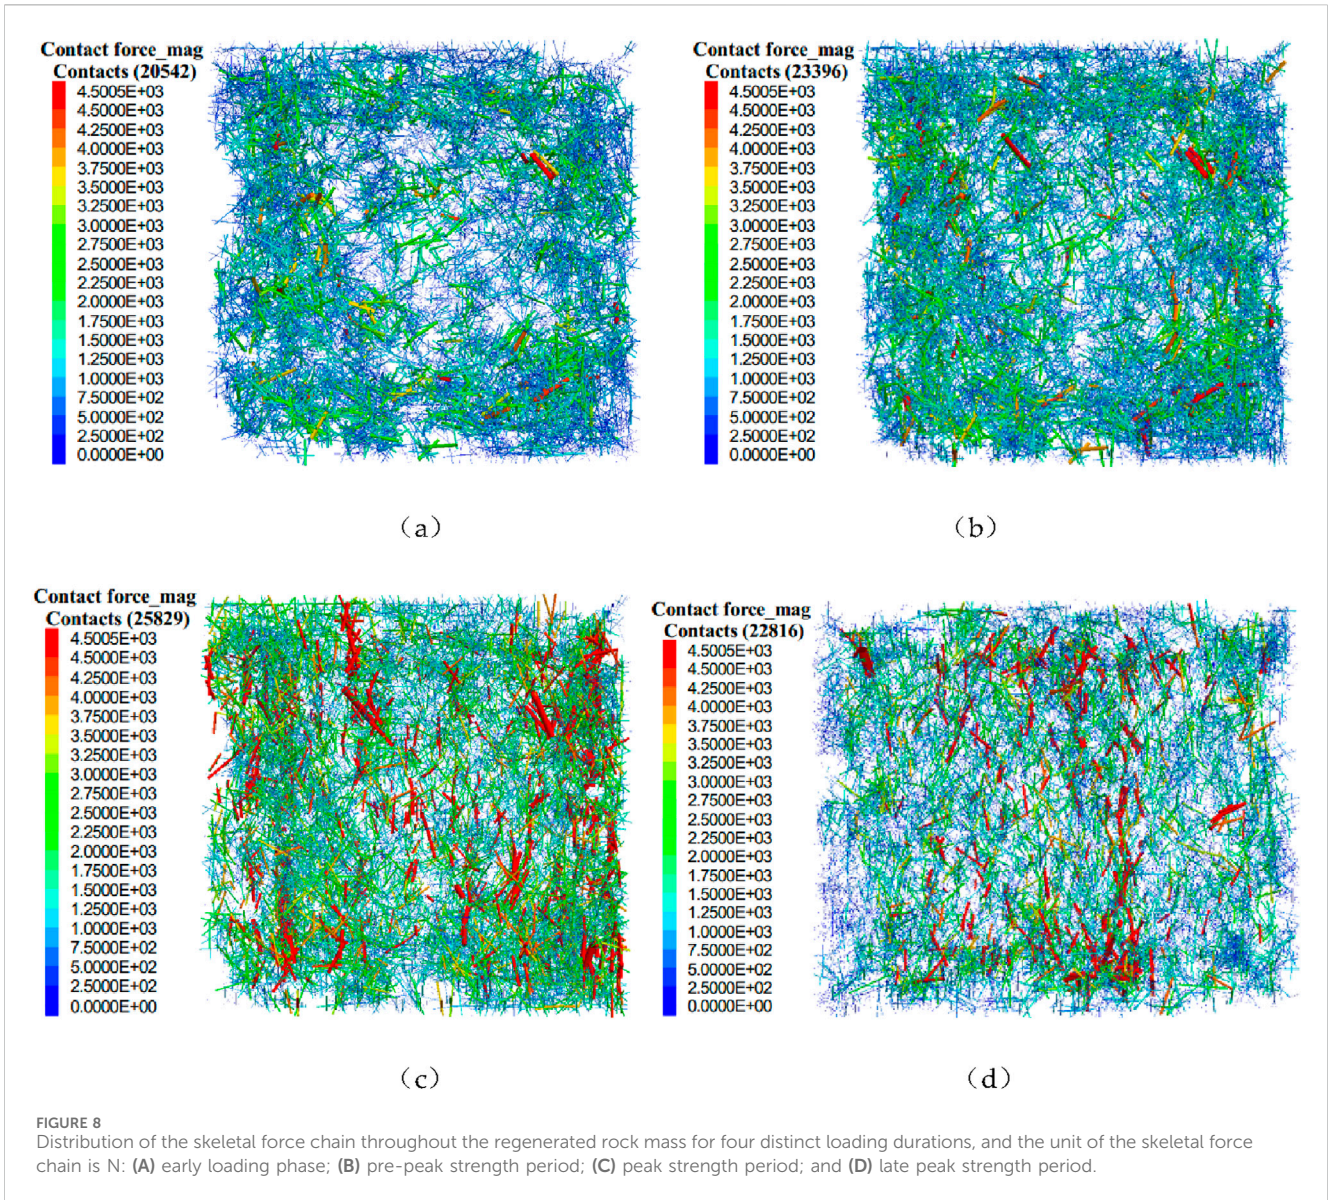 Contact force_mag
Contacts (20542)
4.5005E+03
4.5000E+03
4.2500E+03
3.7500E+03
3.5000E+03
3.2500E+03
3.0000E+03
2.7500E+03
2.5000E+03
2.0000E+03
1.7500E+03
1.5000E+03
1.2500E+03
1.0000E+03
7.5000E+02
5.0000E+02
2.5000E+02
0.0000E+00
(a)
Contact force_mag
Contacts (23396)
4.5005E+03
4.5000E+03
4.2500E+03
3.7500E+03
3.5000E+03
3.2500E+03
3.0000E+03
2.7500E+03
2.5000E+03
2.0000E+03
1.7500E+03
1.5000E+03
1.2500E+03
1.0000E+03
7.5000E+02
5.0000E+02
2.5000E+02
0.0000E+00
(b)
Contact force_mag
Contacts (25829)
4.5005E+03
4.5000E+03
4.2500E+03
4.0000E+03
3.7500E+03
3.5000E+03
3.2500E+03
3.0000E+03
2.7500E+03
2.5000E+03
2.2500E+03
2.0000E+03
1.7500E+03
1.5000E+03
1.2500E+03
1.0000E+03
7.5000E+02
5.0000E+02
2.5000E+02
0.0000E+00
(c)
Contact force_mag
Contacts (22816)
4.5005E+03
4.5000E+03
4.2500E+03
4.0000E+03
3.7500E+03
3.5000E+03
3.2500E+03
3.0000E+03
2.7500E+03
2.5000E+03
2.2500E+03
2.0000E+03
1.7500E+03
1.5000E+03
1.2500E+03
1.0000E+03
7.5000E+02
5.0000E+02
2.5000E+02
0.0000E+00
(d)
FIGURE 8
Distribution of the skeletal force chain throughout the regenerated rock mass for four distinct loading durations, and the unit of the skeletal force
chain is N: (A) early loading phase; (B) pre-peak strength period; (C) peak strength period; and (D) late peak strength period.